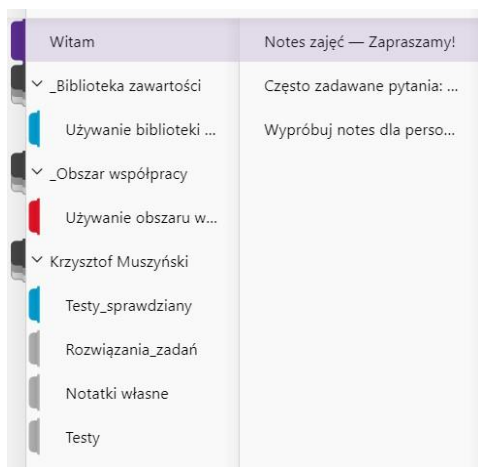 Witam
_Biblioteka zawartości
Używanie biblioteki ...
_Obszar współpracy
Używanie obszaru w...
Krzysztof Muszyński
Testy_sprawdziany
Rozwiązania_zadań
Notatki własne
Testy
Notes zajęć — Zapraszamy!
Często zadawane pytania: ...
Wypróbuj notes dla perso...